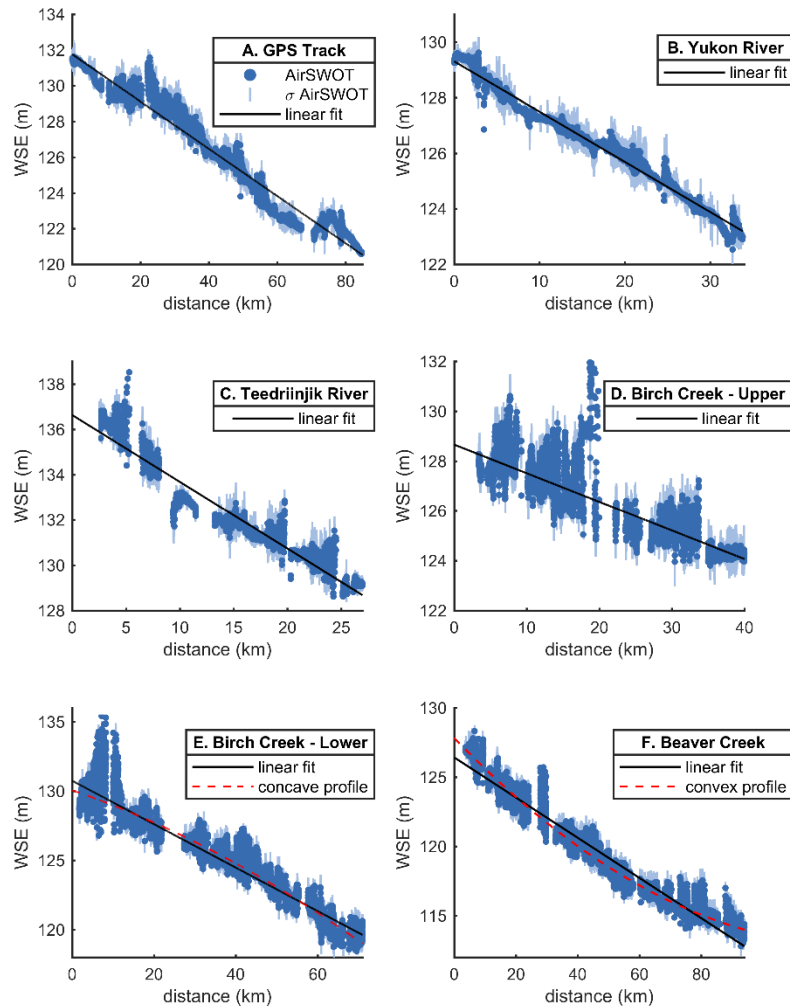 A. GPS Track
AirSWOT
σ AirSWOT
linear fit
WSE (m)
134
132
130
128
126
124
122
120
0 20 40 60 80
distance (km)
B. Yukon River
linear fit
WSE (m)
130
128
126
124
122
0 10 20 30
distance (km)
C. Teedriinjik River
linear fit
WSE (m)
138
136
134
132
130
128
0 5 10 15 20 25
distance (km)
D. Birch Creek - Upper
linear fit
WSE (m)
132
130
128
126
124
122
0 10 20 30 40
distance (km)
E. Birch Creek - Lower
linear fit
concave profile
WSE (m)
135
130
125
120
0 20 40 60
distance (km)
F. Beaver Creek
linear fit
convex profile
WSE (m)
130
125
120
115
0 20 40 60 80
distance (km)